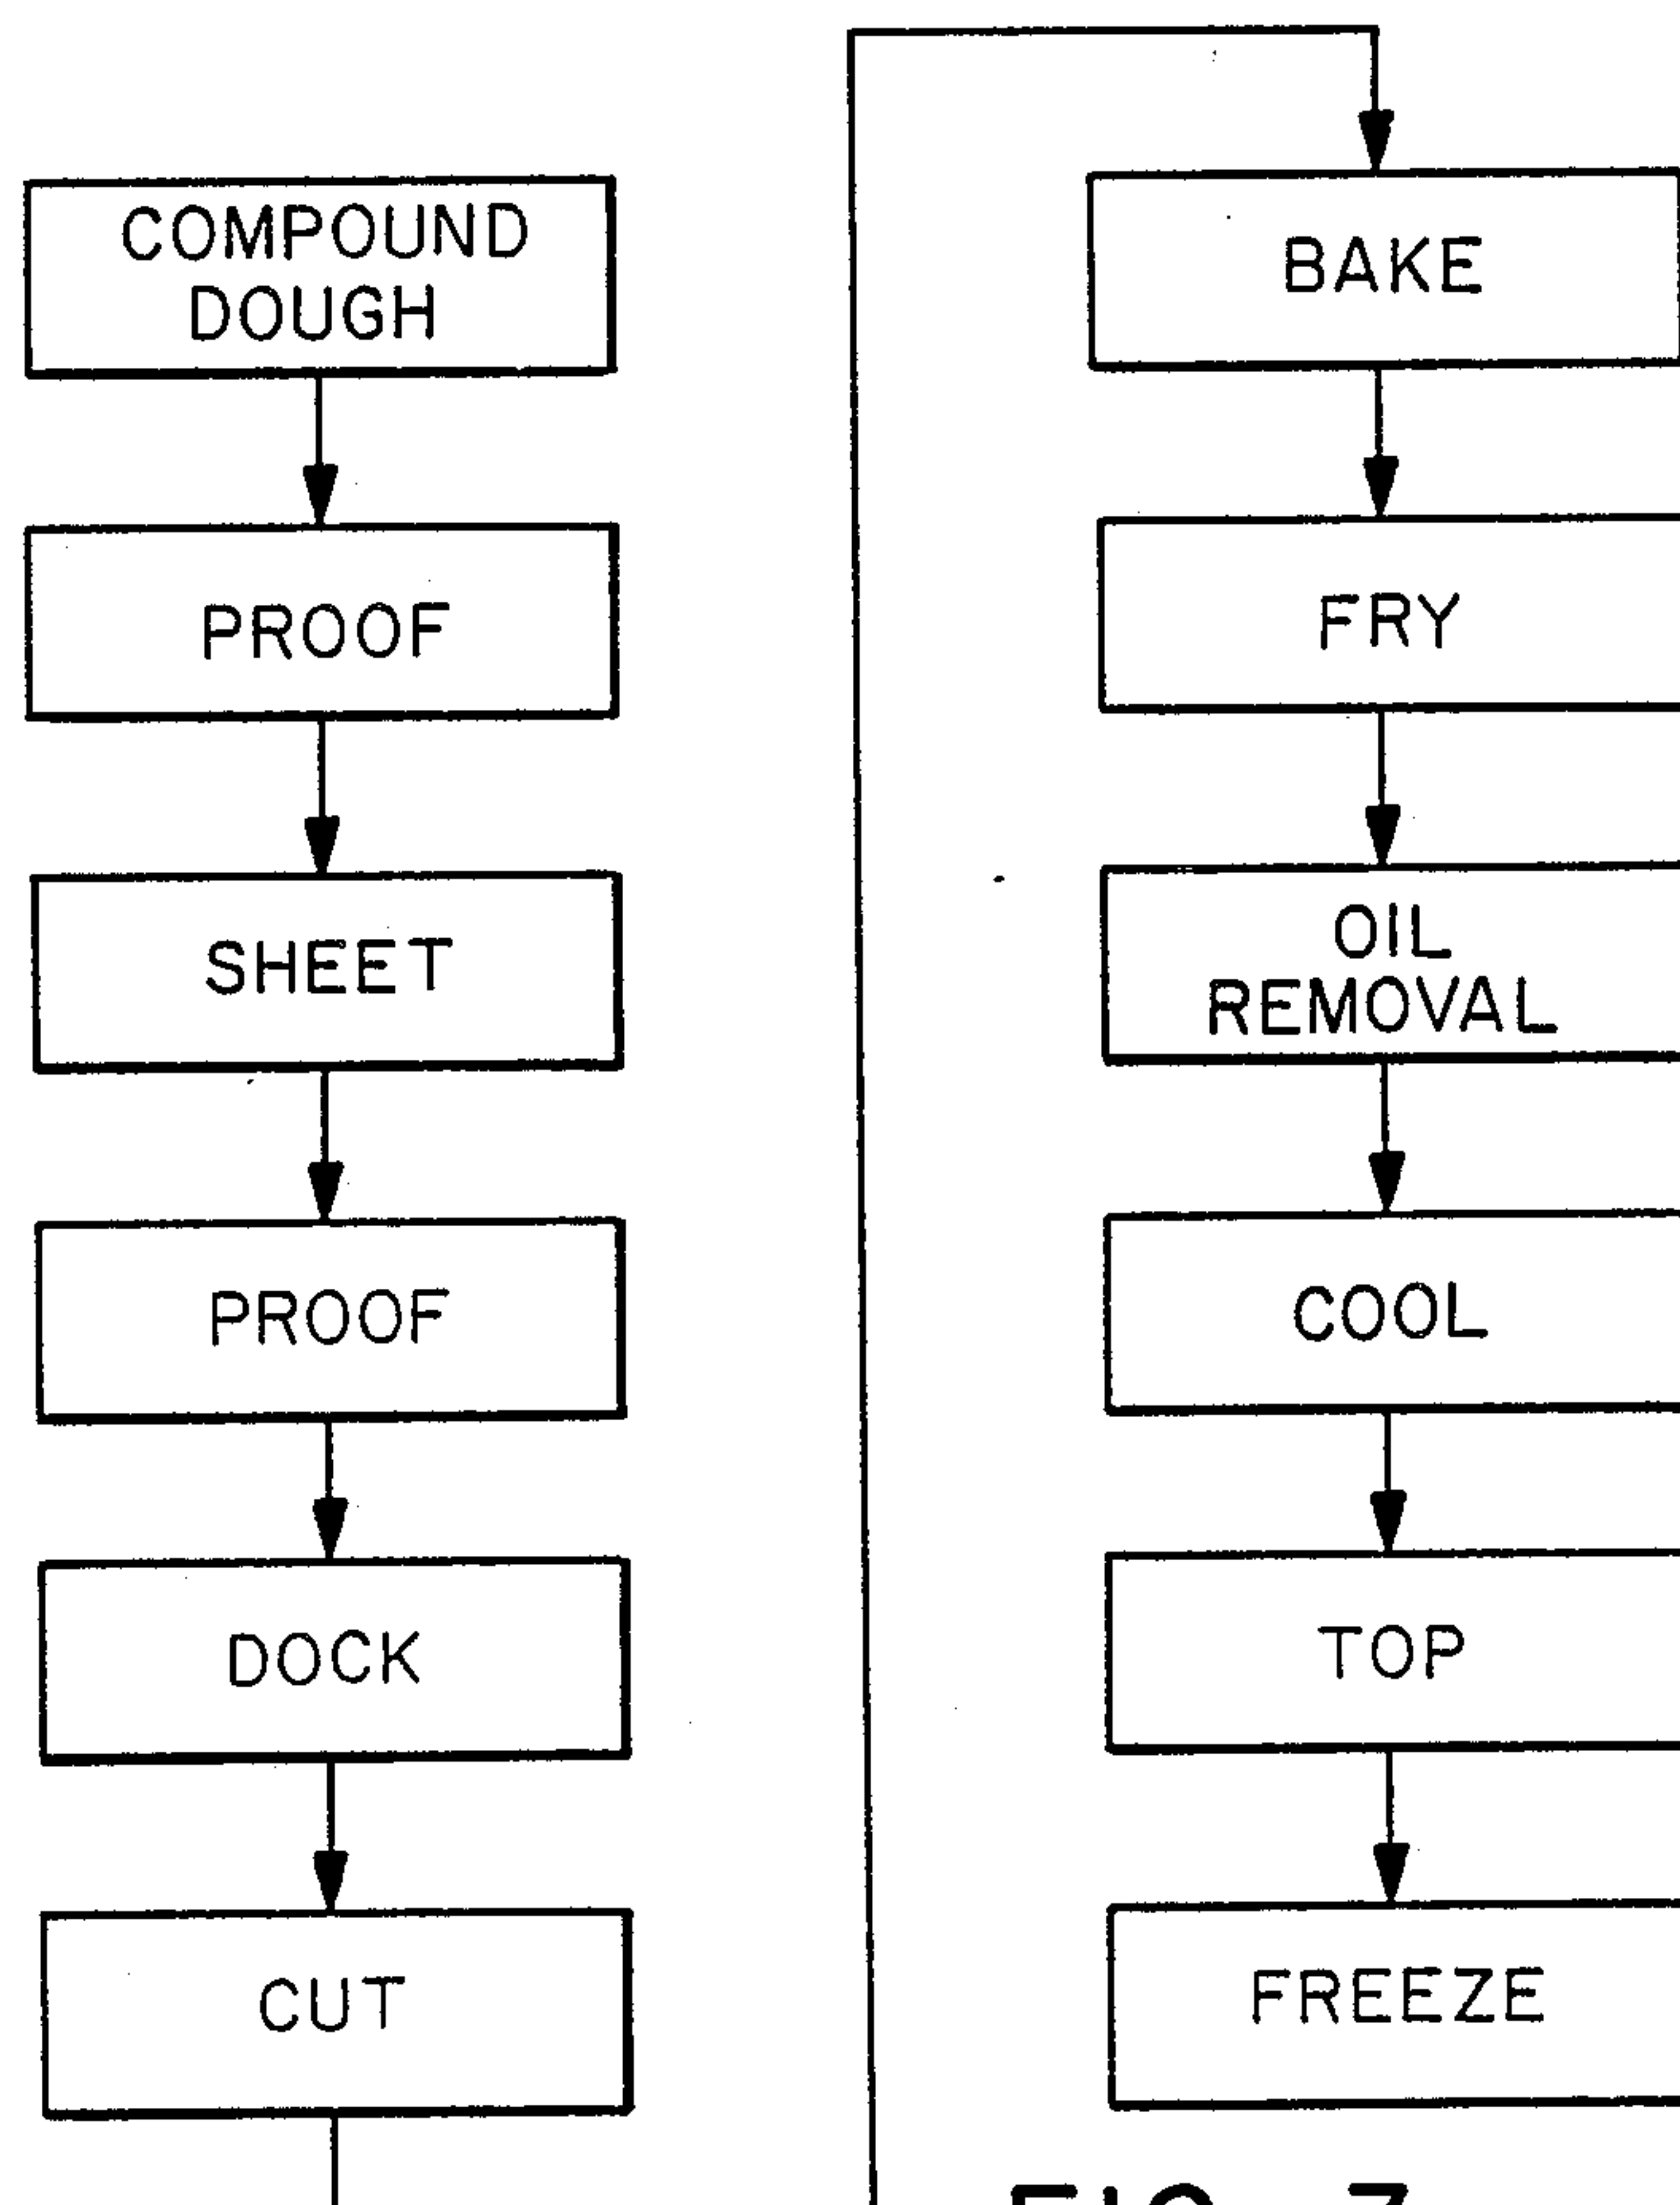 COMPOUND
DOUGH
PROOF
SHEET
PROOF
DOCK
CUT
BAKE
FRY
OIL
REMOVAL
COOL
TOP
FREEZE